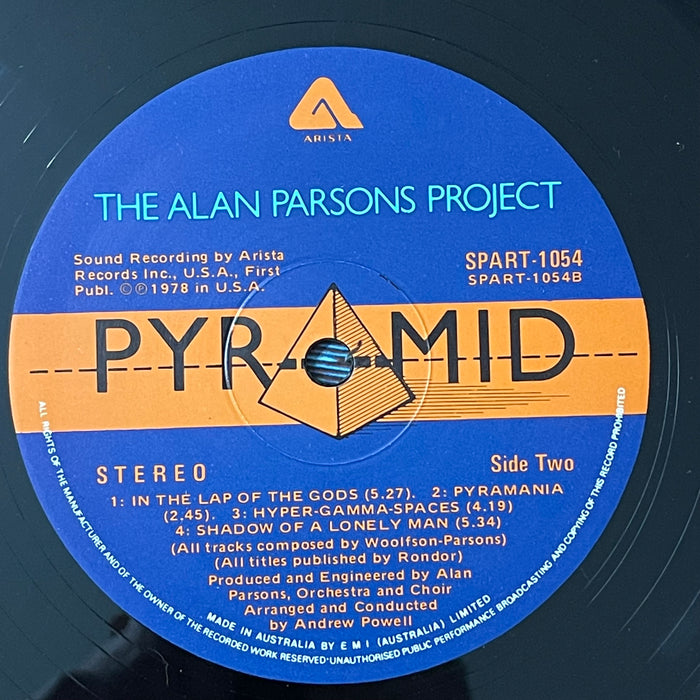 ARISTA
THE ALAN PARSONS PROJECT
Sound Recording by Arista
Records Inc., U.S.A., First
Publ. ©℗1978 in U.S.A.
SPART-1054
SPART-1054B
PYRAMID
STEREO
Side Two
1: IN THE LAP OF THE GODS (5.27). 2: PYRAMANIA
(2.45). 3: HYPER-GAMMA-SPACES (4.19)
4: SHADOW OF A LONELY MAN (5.34)
(All tracks composed by Woolfson-Parsons)
(All titles published by Rondor)
Produced and Engineered by Alan
Parsons, Orchestra and Choir
Arranged and Conducted
by Andrew Powell
MADE IN AUSTRALIA BY E M I (AUSTRALIA) LIMITED
ALL RIGHTS OF THE MANUFACTURER AND OF THE OWNER OF THE RECORDED WORK RESERVED·UNAUTHORISED PUBLIC PERFORMANCE BROADCASTING AND COPYING OF THIS RECORD PROHIBITED